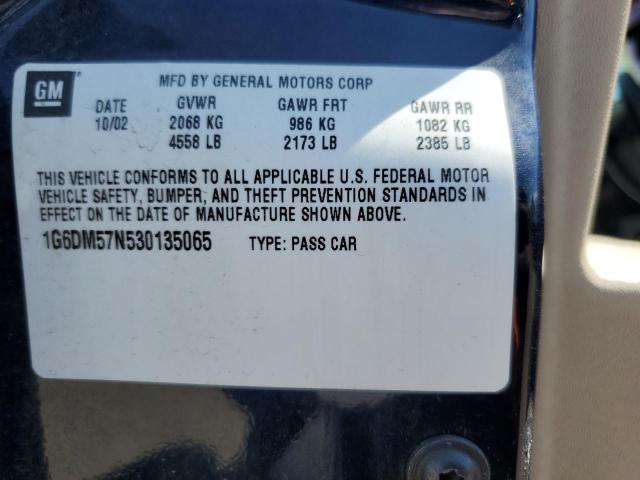 GM
MFD BY GENERAL MOTORS CORP
DATE GVWR GAWR FRT GAWR RR
10/02 2068 KG 986 KG 1082 KG
4558 LB 2173 LB 2385 LB
THIS VEHICLE CONFORMS TO ALL APPLICABLE U.S. FEDERAL MOTOR
VEHICLE SAFETY, BUMPER, AND THEFT PREVENTION STANDARDS IN
EFFECT ON THE DATE OF MANUFACTURE SHOWN ABOVE.
1G6DM57N530135065 TYPE: PASS CAR